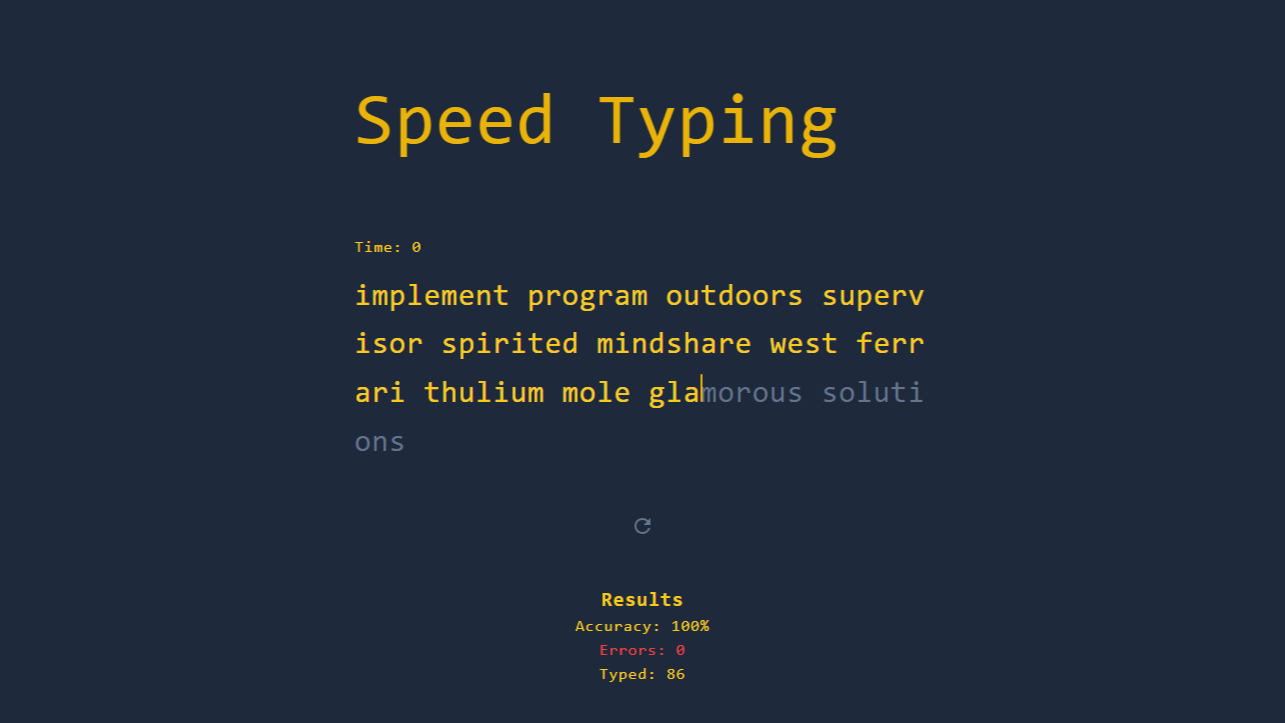 Speed Typing
Time: 0
implement program outdoors superv
isor spirited mindshare west ferr
ari thulium mole glamorous soluti
ons
Results
Accuracy: 100%
Errors: 0
Typed: 86